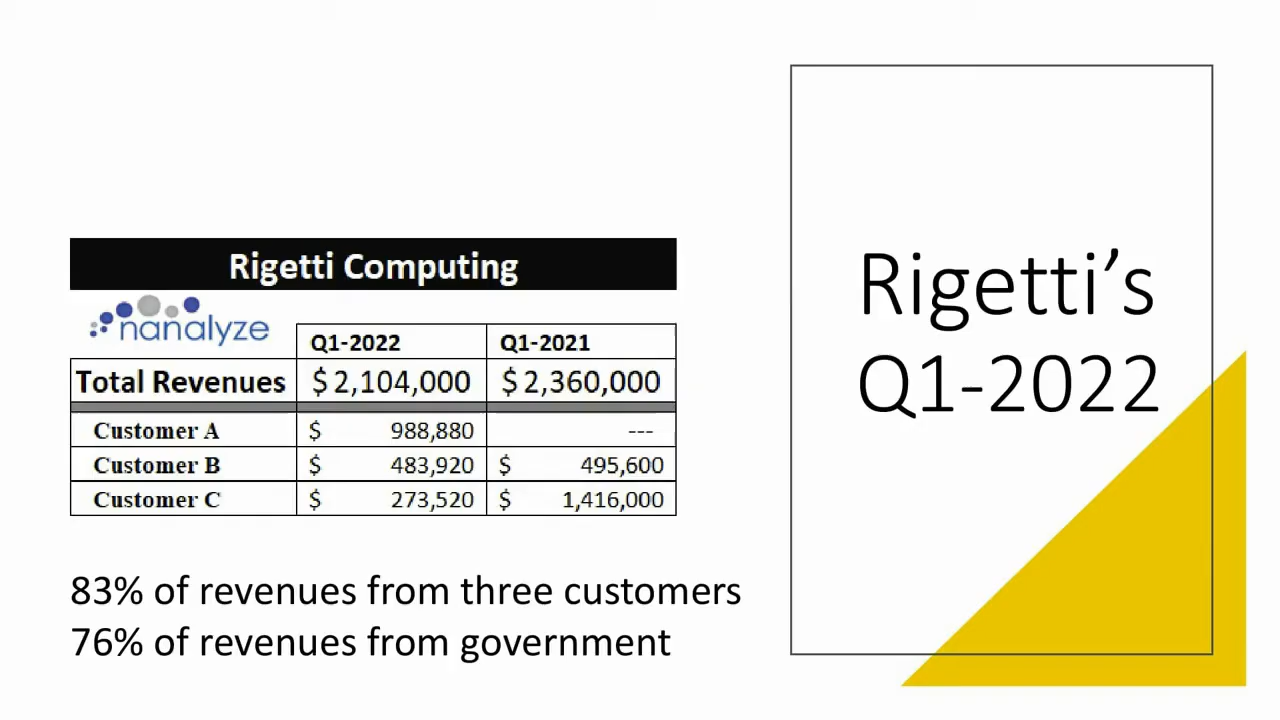 Rigetti Computing
nanalyze
Q1-2022 Q1-2021
Total Revenues $2,104,000 $2,360,000
Customer A $ 988,880 ---
Customer B $ 483,920 $ 495,600
Customer C $ 273,520 $ 1,416,000
83% of revenues from three customers
76% of revenues from government
Rigetti’s
Q1-2022